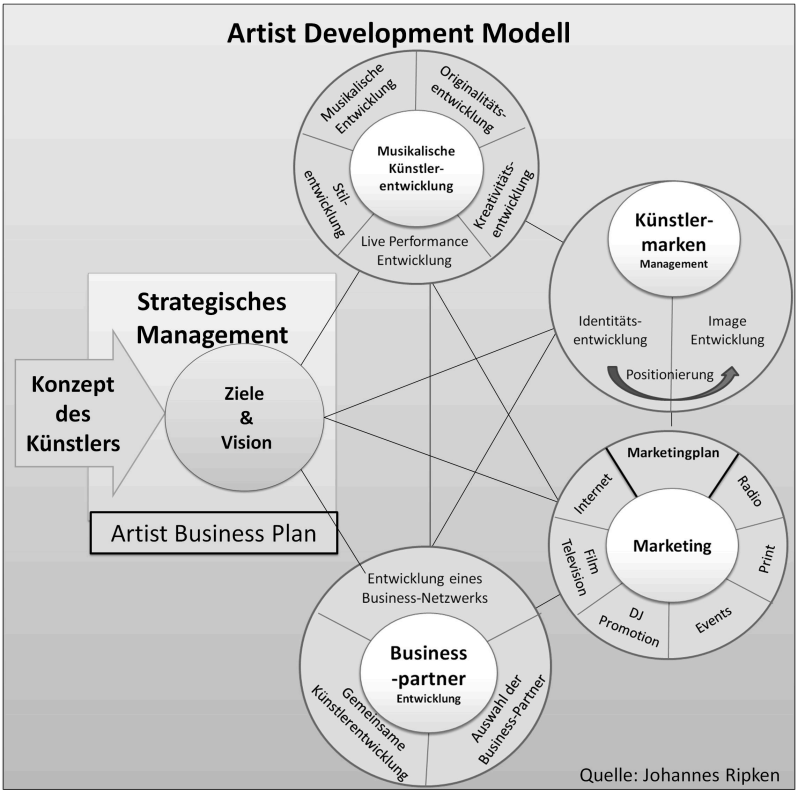 Artist Development Modell
Musikalische
Entwicklung
Originalitäts-
entwicklung
Stil-
entwicklung
Musikalische
Künstler-
entwicklung
Kreativitäts-
entwicklung
Live Performance
Entwicklung
Künstler-
marken
Management
Identitäts-
entwicklung
Image
Entwicklung
Positionierung
Strategisches
Management
Konzept
des
Künstlers
Ziele
&
Vision
Artist Business Plan
Marketingplan
Internet
Radio
Film
Television
Marketing
Print
DJ
Promotion
Events
Entwicklung eines
Business-Netzwerks
Business
-partner
Entwicklung
Gemeinsame
Künstlerentwicklung
Auswahl der
Business-Partner
Quelle: Johannes Ripken